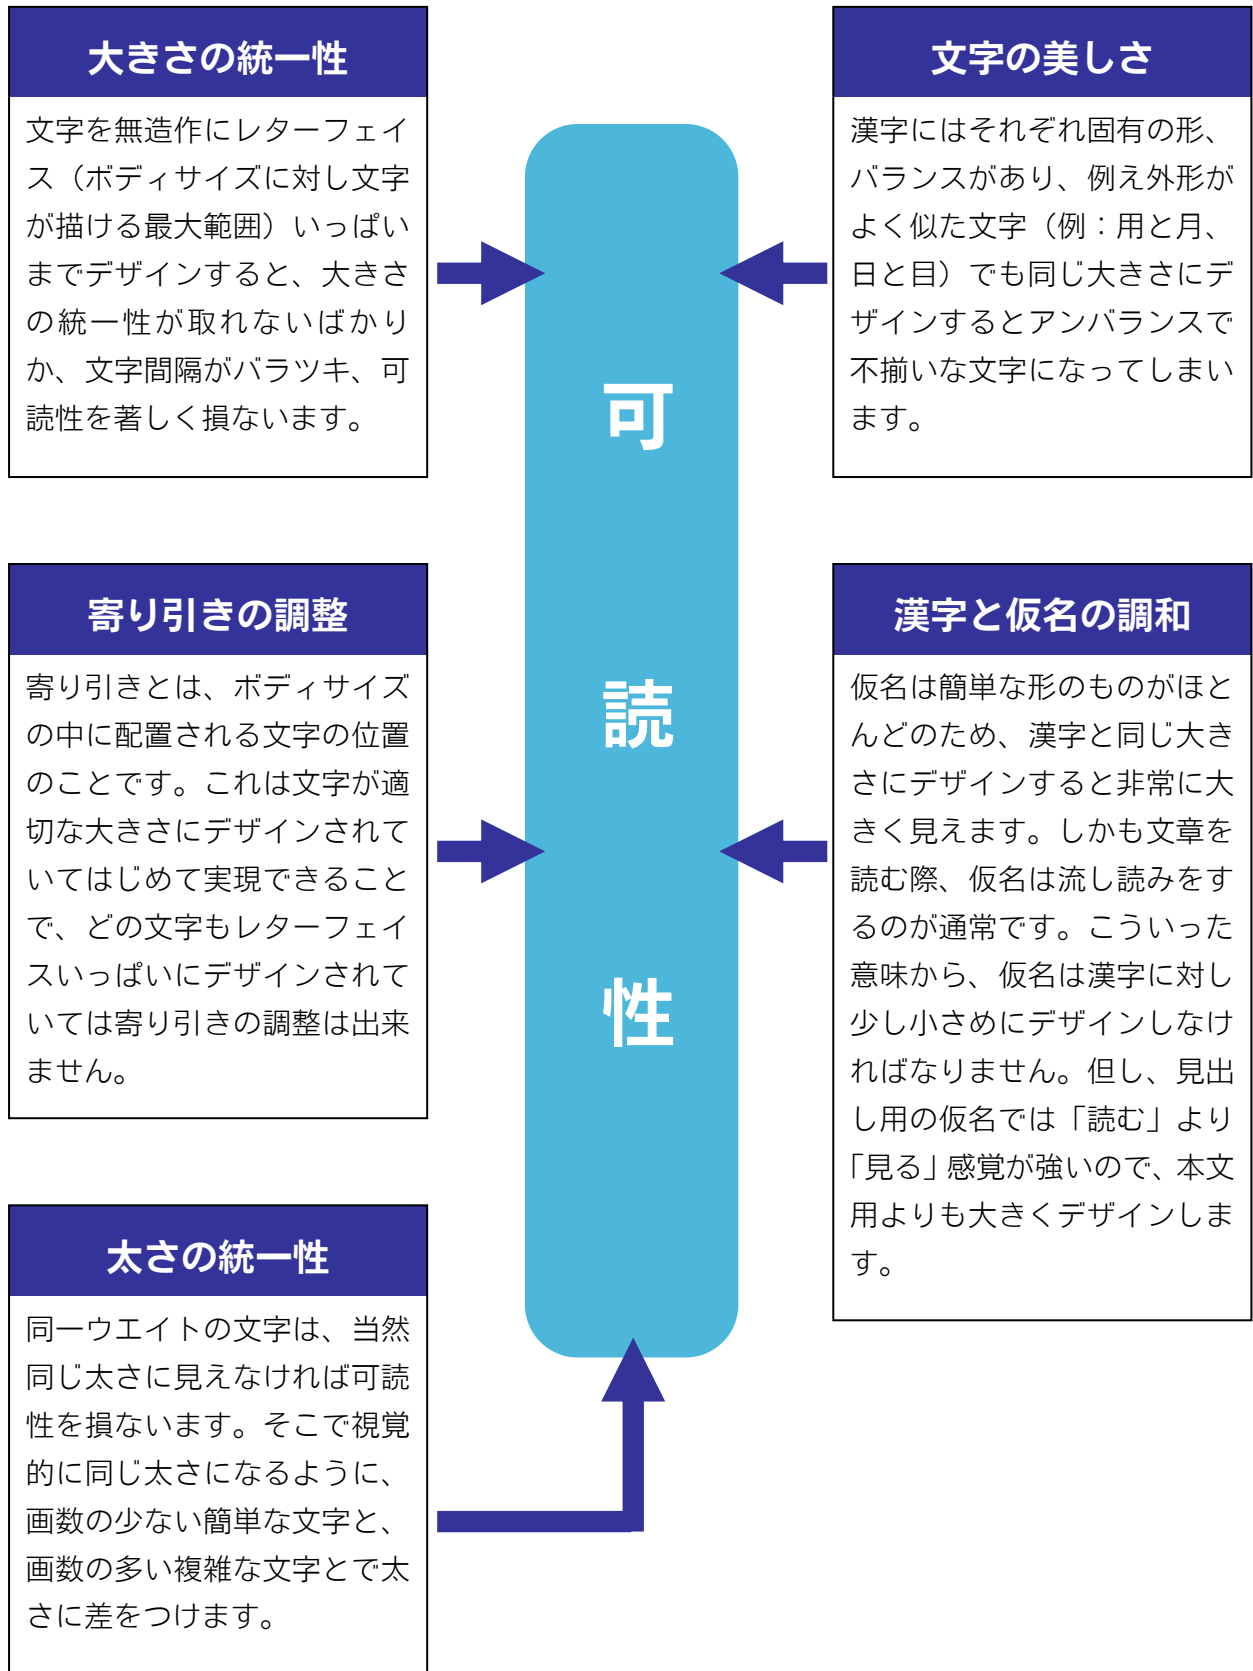 大きさの統一性
文字を無造作にレターフェイ
ス（ボディサイズに対し文字
が描ける最大範囲）いっぱい
までデザインすると、大きさ
の統一性が取れないばかり
か、文字間隔がバラツキ、可
読性を著しく損ないます。
寄り引きの調整
寄り引きとは、ボディサイズ
の中に配置される文字の位置
のことです。これは文字が適
切な大きさにデザインされて
いてはじめて実現できること
で、どの文字もレターフェイ
スいっぱいにデザインされて
いては寄り引きの調整は出来
ません。
太さの統一性
同一ウエイトの文字は、当然
同じ太さに見えなければ可読
性を損ないます。そこで視覚
的に同じ太さになるように、
画数の少ない簡単な文字と、
画数の多い複雑な文字とで太
さに差をつけます。
可
読
性
文字の美しさ
漢字にはそれぞれ固有の形、
バランスがあり、例え外形が
よく似た文字（例：用と月、
日と目）でも同じ大きさにデ
ザインするとアンバランスで
不揃いな文字になってしまい
ます。
漢字と仮名の調和
仮名は簡単な形のものがほと
んどのため、漢字と同じ大き
さにデザインすると非常に大
きく見えます。しかも文章を
読む際、仮名は流し読みをす
るのが通常です。こういった
意味から、仮名は漢字に対し
少し小さめにデザインしなけ
ればなりません。但し、見出
し用の仮名では「読む」より
「見る」感覚が強いので、本文
用よりも大きくデザインしま
す。